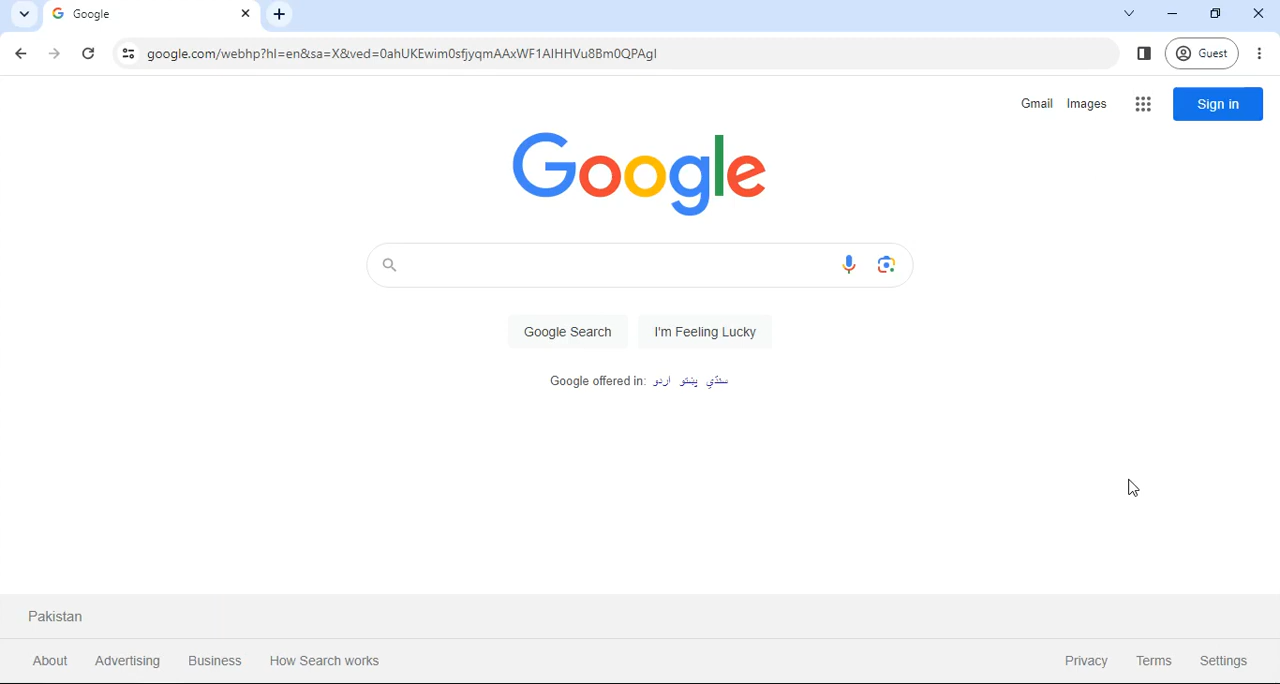 Google
google.com/webhp?hl=en&sa=X&ved=0ahUKEwim0sfjyqmAAxWF1AIHHVu8Bm0QPAgI
Guest
Gmail Images
Sign in
Google
Google Search I'm Feeling Lucky
Google offered in: اردو پښتو سنڌي
Pakistan
About Advertising Business How Search works
Privacy Terms Settings